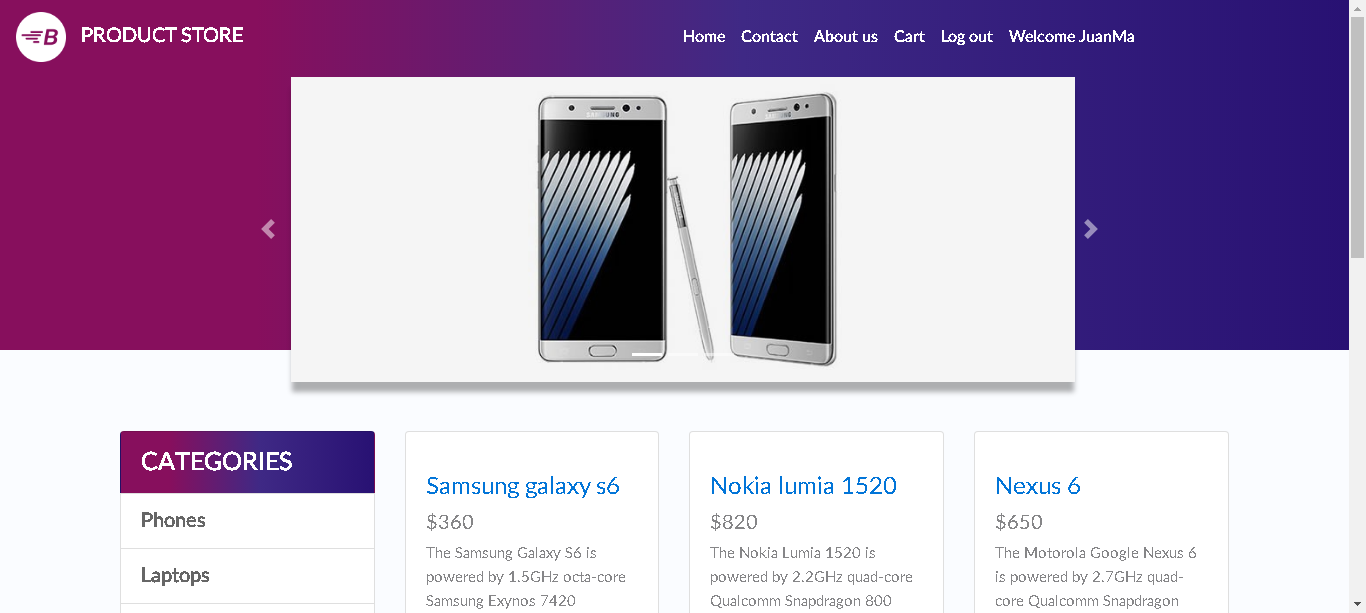 B PRODUCT STORE
Home Contact About us Cart Log out Welcome JuanMa
SAMSUNG SAMSUNG
CATEGORIES
Phones
Laptops
Samsung galaxy s6
$360
The Samsung Galaxy S6 is
powered by 1.5GHz octa-core
Samsung Exynos 7420
Nokia lumia 1520
$820
The Nokia Lumia 1520 is
powered by 2.2GHz quad-core
Qualcomm Snapdragon 800
Nexus 6
$650
The Motorola Google Nexus 6
is powered by 2.7GHz quad-
core Qualcomm Snapdragon